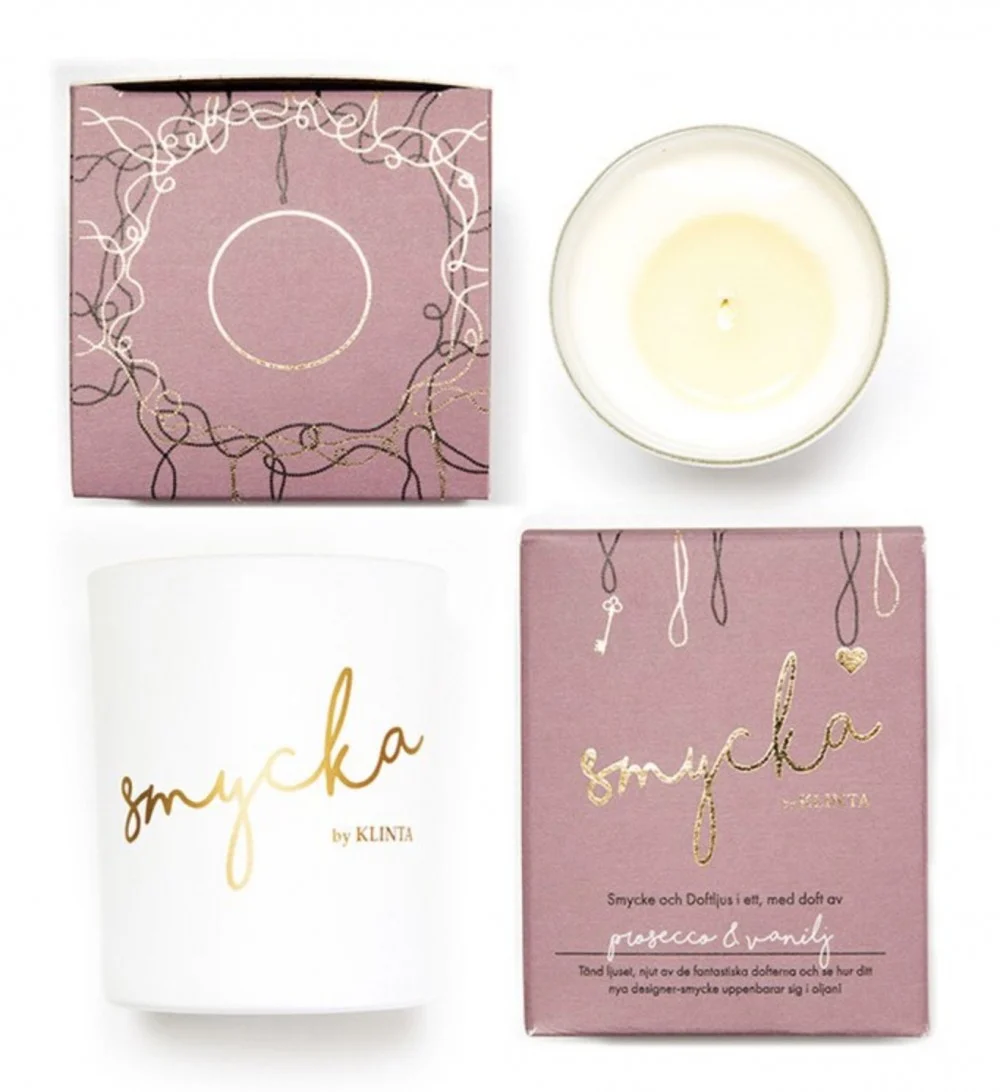 smycka
by KLINTA
smycka
by KLINTA
Smycke och Doftljus i ett, med doft av
prosecco & vanilj
Tänd ljuset, njut av de fantastiska dofterna och se hur ditt
nya designer-smycke uppenbarar sig i oljan!